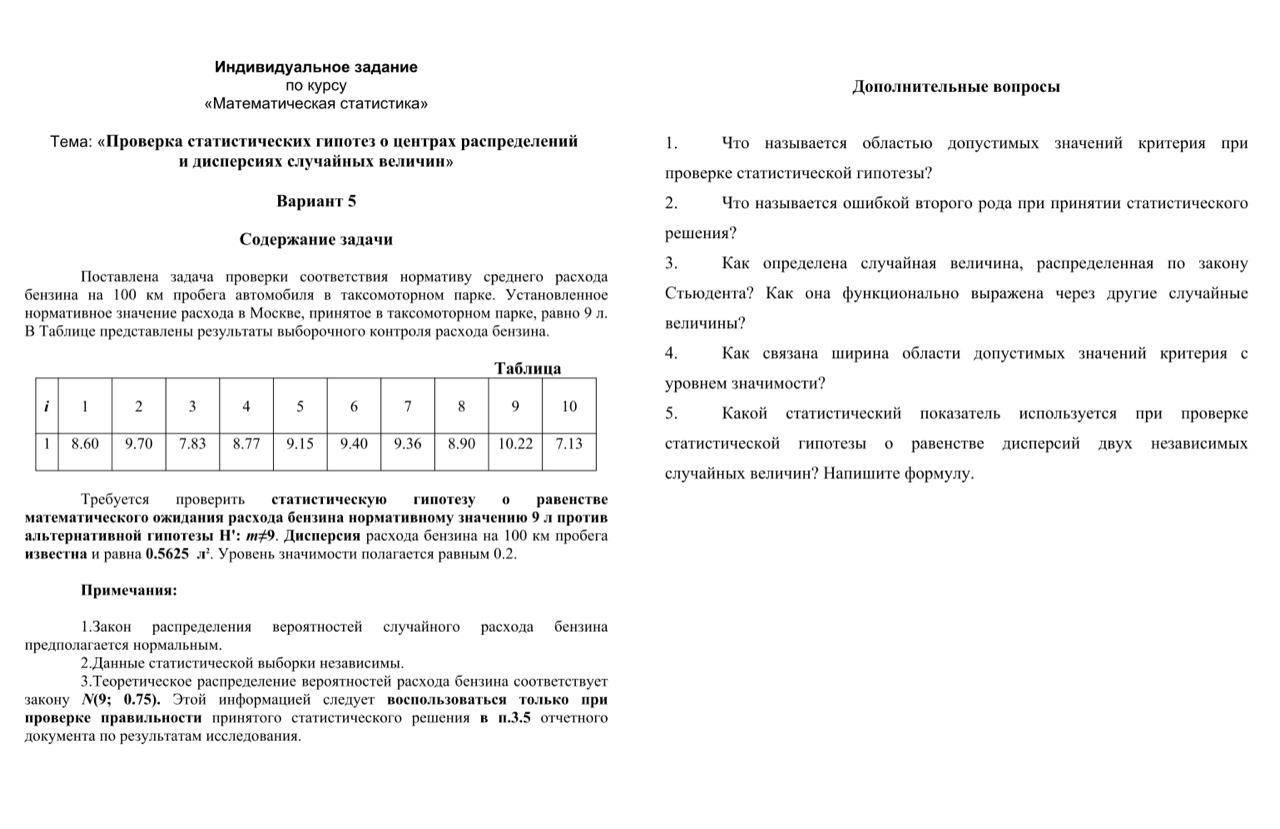 Индивидуальное задание
по курсу
«Математическая статистика»
Тема: «Проверка статистических гипотез о центрах распределений
и дисперсиях случайных величин»
Вариант 5
Содержание задачи
Поставлена задача проверки соответствия нормативу среднего расхода
бензина на 100 км пробега автомобиля в таксомоторном парке. Установленное
нормативное значение расхода в Москве, принятое в таксомоторном парке, равно 9 л.
В Таблице представлены результаты выборочного контроля расхода бензина.
Таблица
i 1 2 3 4 5 6 7 8 9 10
1 8.60 9.70 7.83 8.77 9.15 9.40 9.36 8.90 10.22 7.13
Требуется проверить статистическую гипотезу о равенстве
математического ожидания расхода бензина нормативному значению 9 л против
альтернативной гипотезы H': m≠9. Дисперсия расхода бензина на 100 км пробега
известна и равна 0.5625 л². Уровень значимости полагается равным 0.2.
Примечания:
1.Закон распределения вероятностей случайного расхода бензина
предполагается нормальным.
2.Данные статистической выборки независимы.
3.Теоретическое распределение вероятностей расхода бензина соответствует
закону N(9; 0.75). Этой информацией следует воспользоваться только при
проверке правильности принятого статистического решения в п.3.5 отчетного
документа по результатам исследования.
Дополнительные вопросы
1. Что называется областью допустимых значений критерия при
проверке статистической гипотезы?
2. Что называется ошибкой второго рода при принятии статистического
решения?
3. Как определена случайная величина, распределенная по закону
Стьюдента? Как она функционально выражена через другие случайные
величины?
4. Как связана ширина области допустимых значений критерия с
уровнем значимости?
5. Какой статистический показатель используется при проверке
статистической гипотезы о равенстве дисперсий двух независимых
случайных величин? Напишите формулу.